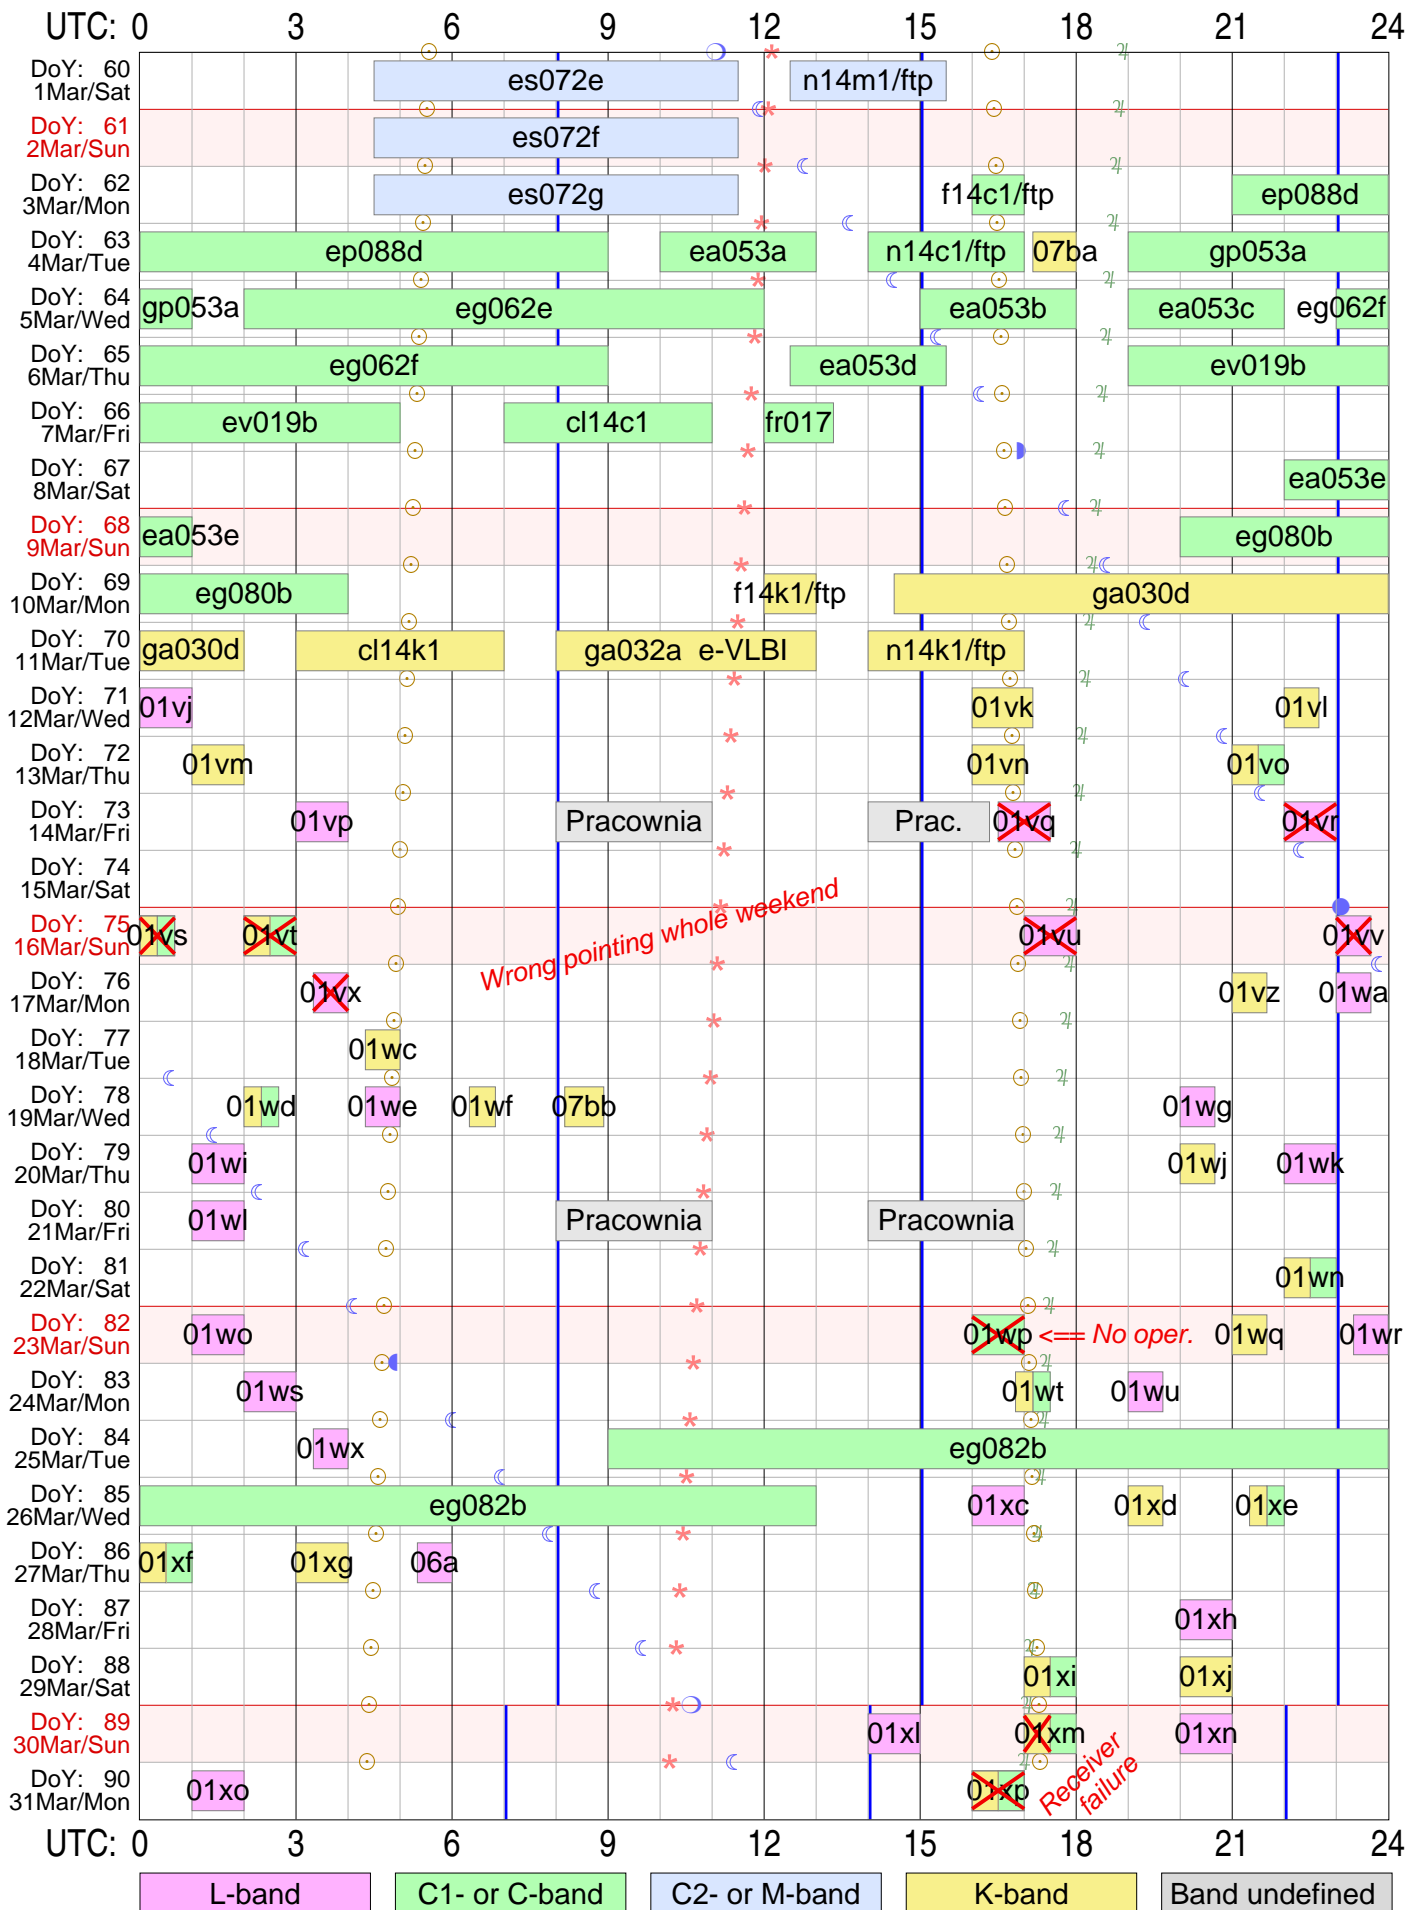 UTC: 0 3 6 9 12 15 18 21 24
DoY: 60
1Mar/Sat
es072e n14m1/ftp
DoY: 61
2Mar/Sun
es072f
DoY: 62
3Mar/Mon
es072g f14c1/ftp ep088d
DoY: 63
4Mar/Tue
ep088d ea053a n14c1/ftp 07ba gp053a
DoY: 64
5Mar/Wed
gp053a eg062e ea053b ea053c eg062f
DoY: 65
6Mar/Thu
eg062f ea053d ev019b
DoY: 66
7Mar/Fri
ev019b cl14c1 fr017
DoY: 67
8Mar/Sat
ea053e
DoY: 68
9Mar/Sun
ea053e eg080b
DoY: 69
10Mar/Mon
eg080b f14k1/ftp ga030d
DoY: 70
11Mar/Tue
ga030d cl14k1 ga032a e-VLBI n14k1/ftp
DoY: 71
12Mar/Wed
01vj 01vk 01vl
DoY: 72
13Mar/Thu
01vm 01vn 01vo
DoY: 73
14Mar/Fri
01vp Pracownia Prac. 01vq 01vr
DoY: 74
15Mar/Sat
Wrong pointing whole weekend
DoY: 75
16Mar/Sun
01vs 01vt 01vu 01vv
DoY: 76
17Mar/Mon
01vx 01vz 01wa
DoY: 77
18Mar/Tue
01wc
DoY: 78
19Mar/Wed
01wd 01we 01wf 07bb 01wg
DoY: 79
20Mar/Thu
01wi 01wj 01wk
DoY: 80
21Mar/Fri
01wl Pracownia Pracownia
DoY: 81
22Mar/Sat
01wn
DoY: 82
23Mar/Sun
01wo 01wp <== No oper. 01wq 01wr
DoY: 83
24Mar/Mon
01ws 01wt 01wu
DoY: 84
25Mar/Tue
01wx eg082b
DoY: 85
26Mar/Wed
eg082b 01xc 01xd 01xe
DoY: 86
27Mar/Thu
01xf 01xg 06a
DoY: 87
28Mar/Fri
01xh
DoY: 88
29Mar/Sat
01xi 01xj
DoY: 89
30Mar/Sun
01xl 01xm 01xn
DoY: 90
31Mar/Mon
01xo 01xp
Receiver
failure
UTC: 0 3 6 9 12 15 18 21 24
L-band C1- or C-band C2- or M-band K-band Band undefined